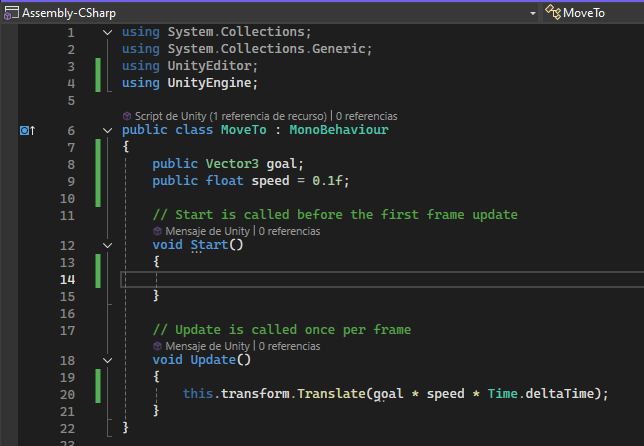 Assembly-CSharp MoveTo
1 using System.Collections;
2 using System.Collections.Generic;
3 using UnityEditor;
4 using UnityEngine;
5
Script de Unity (1 referencia de recurso) | 0 referencias
6 public class MoveTo : MonoBehaviour
7 {
8 public Vector3 goal;
9 public float speed = 0.1f;
10
11 // Start is called before the first frame update
Mensaje de Unity | 0 referencias
12 void Start()
13 {
14
15 }
16
17 // Update is called once per frame
Mensaje de Unity | 0 referencias
18 void Update()
19 {
20 this.transform.Translate(goal * speed * Time.deltaTime);
21 }
22 }
23